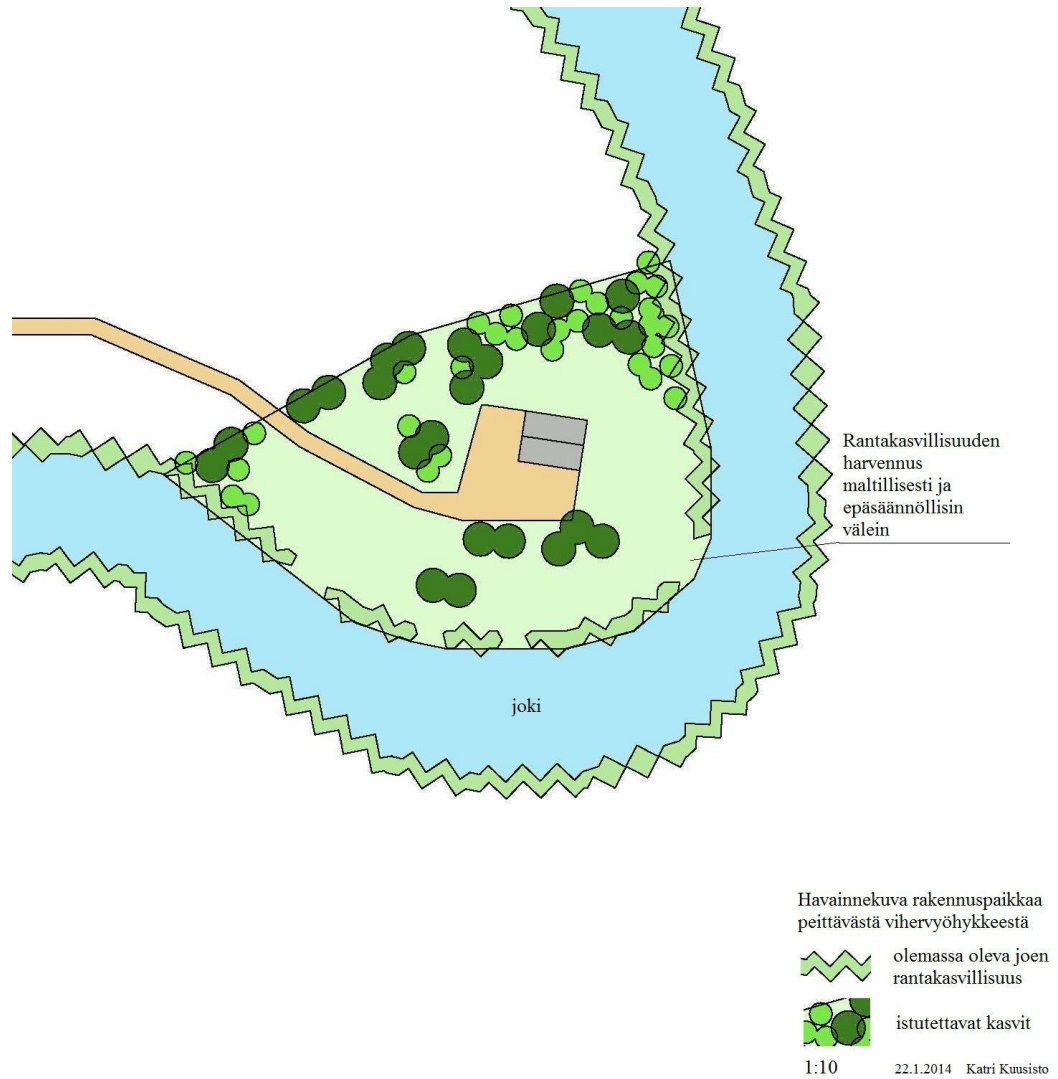 Rantakasvillisuuden
harvennus
maltillisesti ja
epäsäännöllisin
välein
joki
Havainnekuva rakennuspaikkaa
peittävästä vihervyöhykkeestä
olemassa oleva joen
rantakasvillisuus
istutettavat kasvit
1:10 22.1.2014 Katri Kuusisto